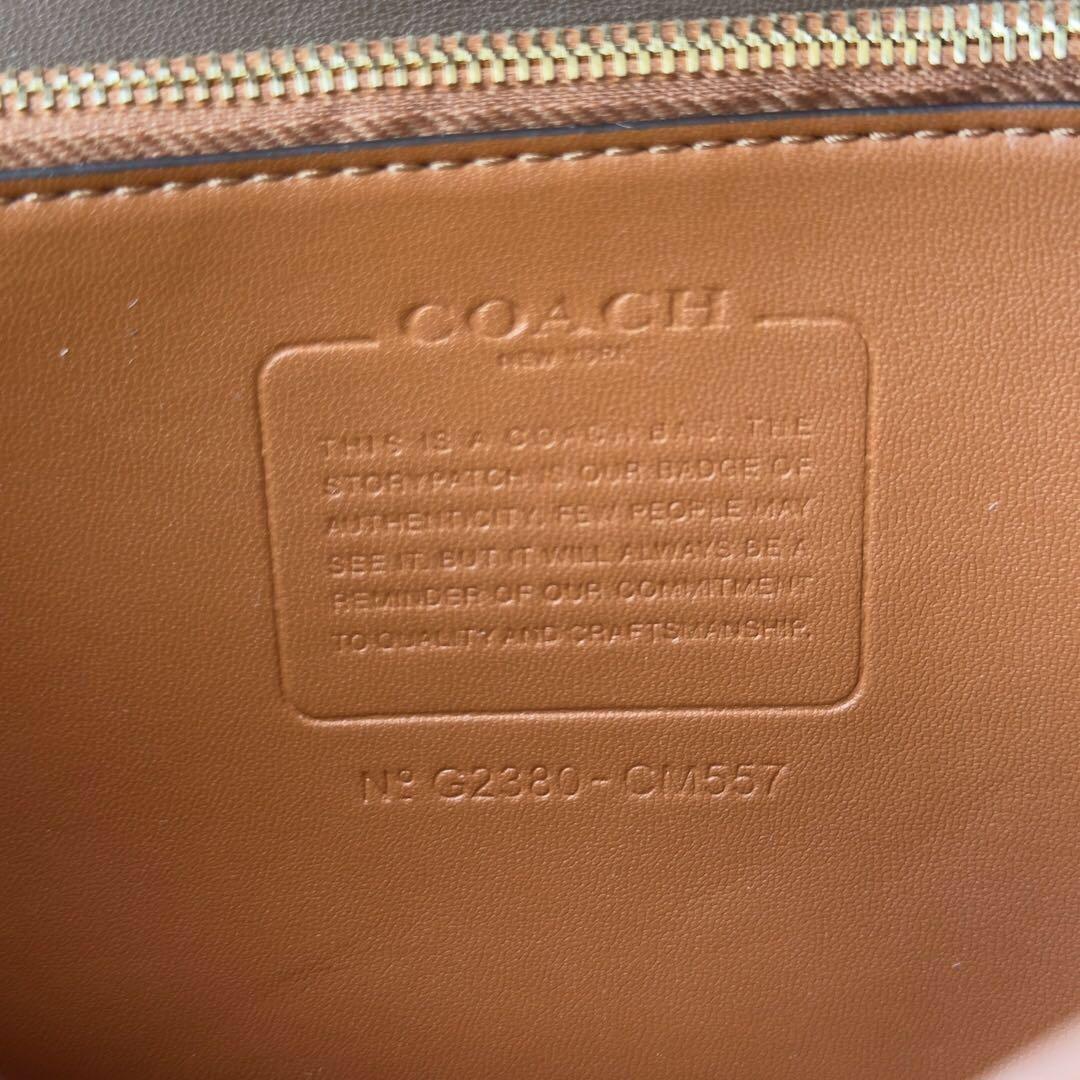 COACH
NEW YORK
THIS IS A COACH BAG. THE
STORYPATCH IS OUR BADGE OF
AUTHENTICITY. FEW PEOPLE MAY
SEE IT. BUT IT WILL ALWAYS BE A
REMINDER OF OUR COMMITMENT
TO QUALITY AND CRAFTSMANSHIP.
Nº G2380-CM557